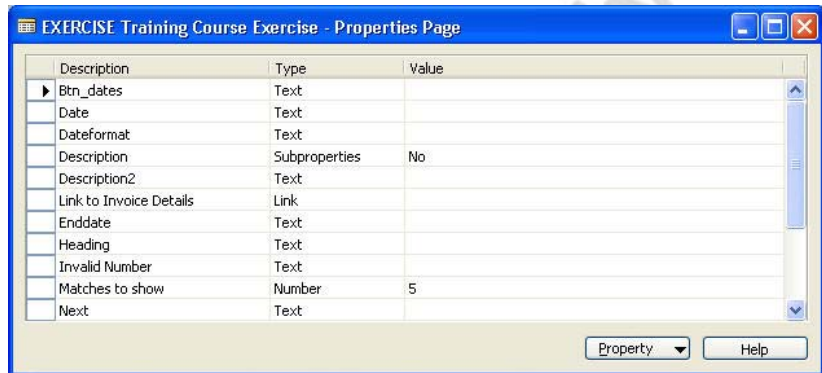 EXERCISE Training Course Exercise - Properties Page
Description Type Value
Btn_dates Text
Date Text
Dateformat Text
Description Subproperties No
Description2 Text
Link to Invoice Details Link
Enddate Text
Heading Text
Invalid Number Text
Matches to show Number 5
Next Text
Property Help